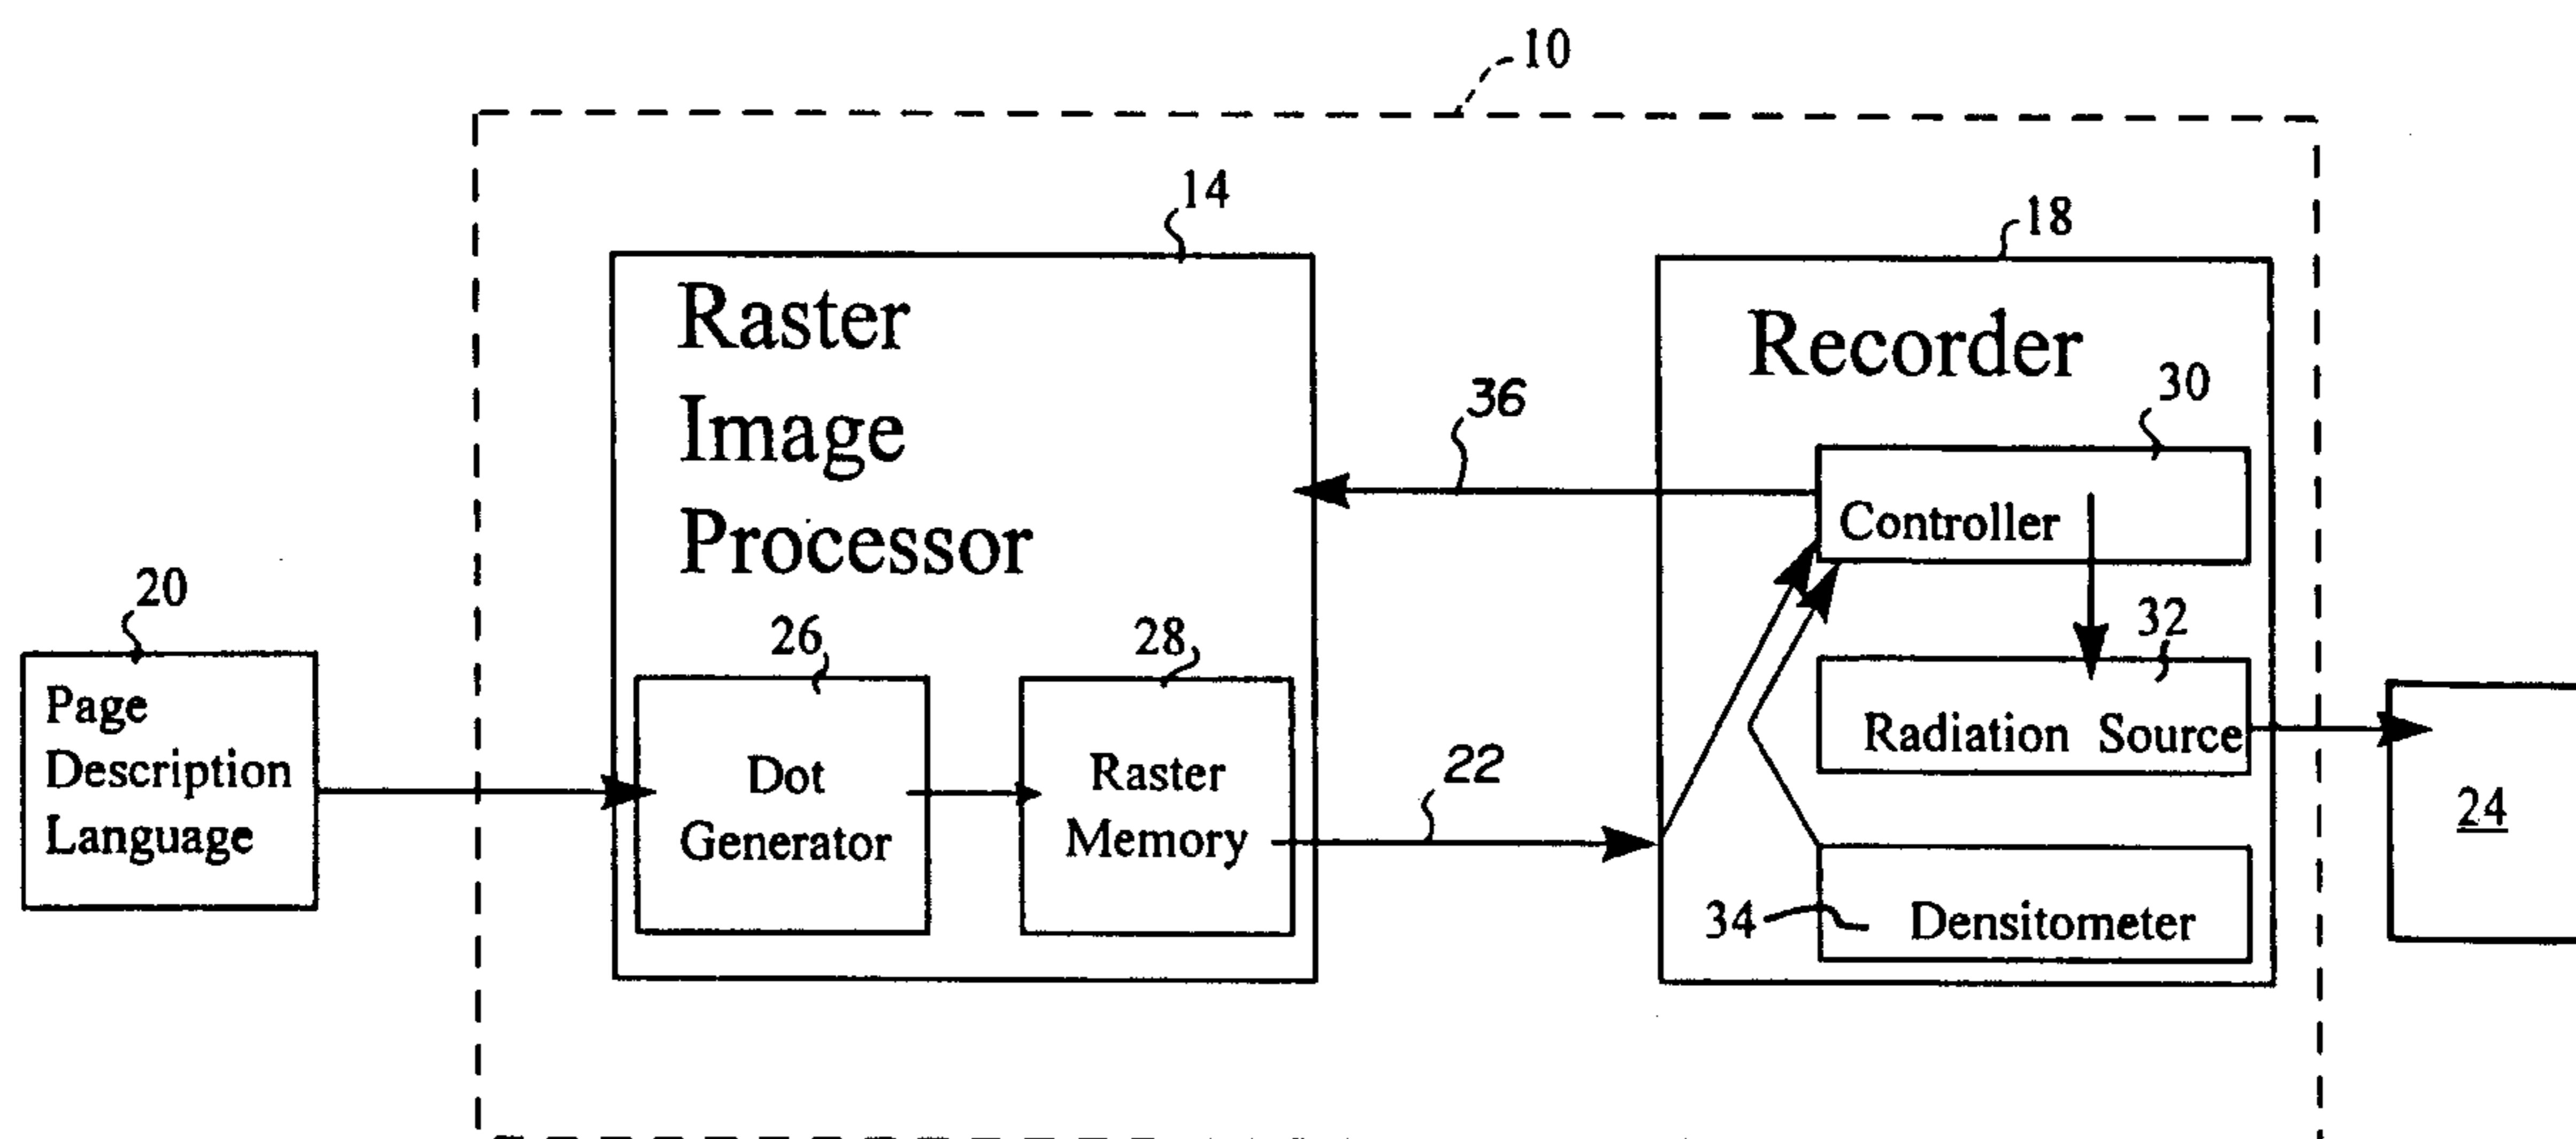 10
14
Raster
Image
Processor
18
Recorder
36
30
Controller
20
Page
Description
Language
26
Dot
Generator
28
Raster
Memory
22
32
Radiation Source
34
Densitometer
24